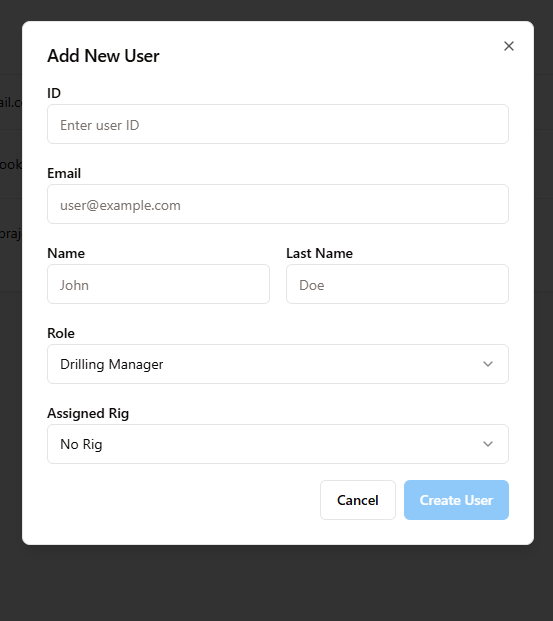 Add New User
ID
Enter user ID
Email
user@example.com
Name Last Name
John Doe
Role
Drilling Manager
Assigned Rig
No Rig
Cancel Create User